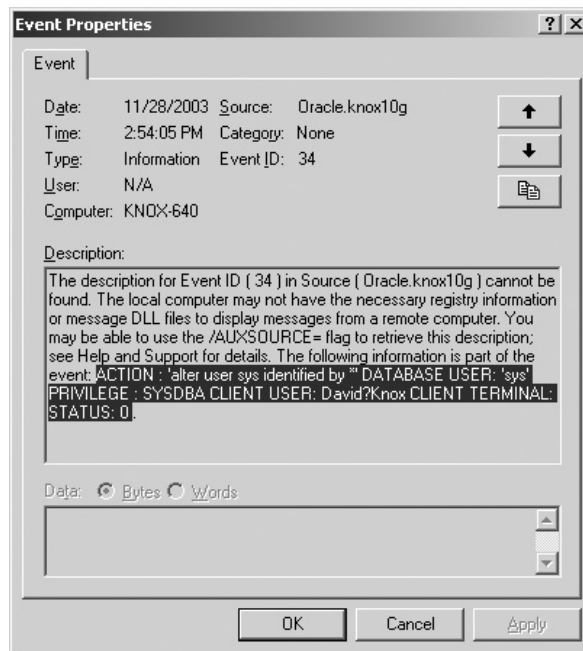 Event Properties
Event
Date: 11/28/2003 Source: Oracle.knox10g
Time: 2:54:05 PM Category: None
Type: Information Event ID: 34
User: N/A
Computer: KNOX-640
Description:
The description for Event ID ( 34 ) in Source ( Oracle.knox10g ) cannot be
found. The local computer may not have the necessary registry information
or message DLL files to display messages from a remote computer. You
may be able to use the /AUXSOURCE= flag to retrieve this description;
see Help and Support for details. The following information is part of the
event: ACTION : 'alter user sys identified by *' DATABASE USER: 'sys'
PRIVILEGE : SYSDBA CLIENT USER: David?Knox CLIENT TERMINAL:
STATUS: 0 .
Data: Bytes Words
OK Cancel Apply